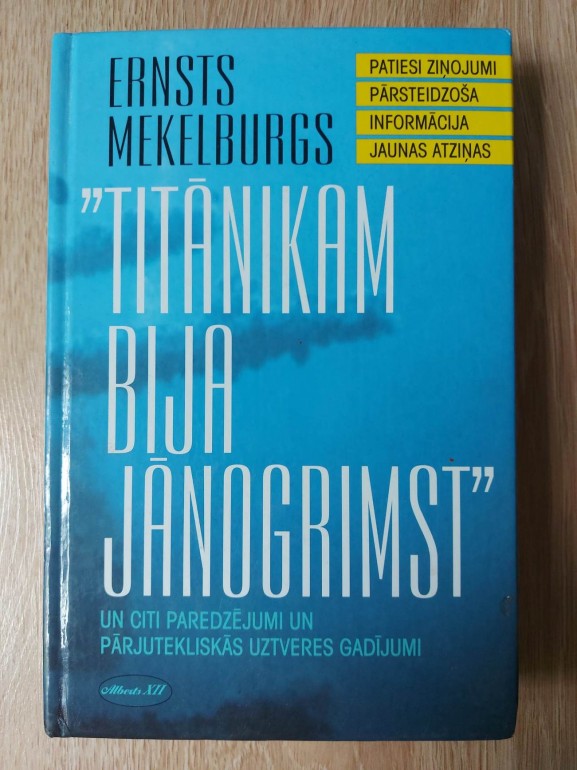 ERNSTS
MEKELBURGS
PATIESI ZIŅOJUMI
PĀRSTEIDZOŠA
INFORMĀCIJA
JAUNAS ATZIŅAS
"TITĀNIKAM
BIJA
JĀNOGRIMST"
UN CITI PAREDZĒJUMI UN
PĀRJUTEKLISKĀS UZTVERES GADĪJUMI
Alberts XII